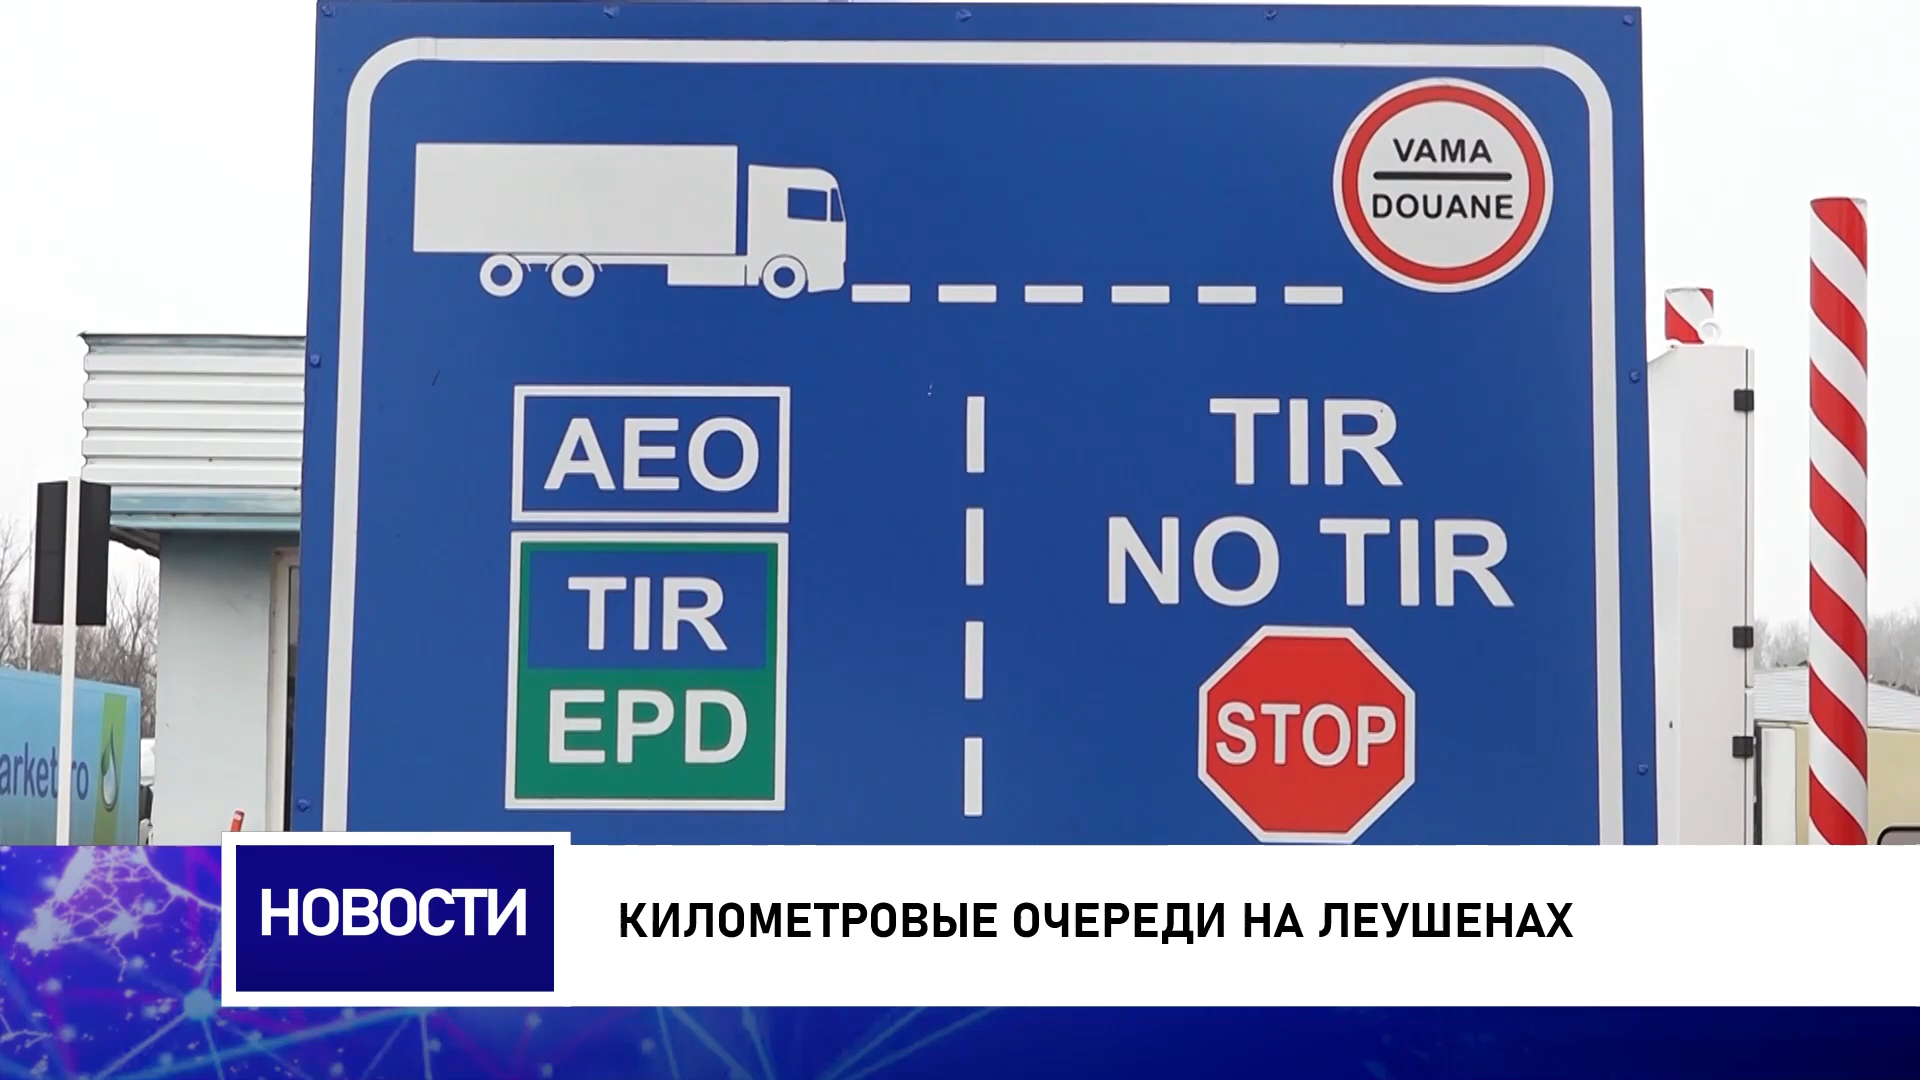 VAMA
DOUANE
AEO
TIR
EPD
TIR
NO TIR
STOP
НОВОСТИ
КИЛОМЕТРОВЫЕ ОЧЕРЕДИ НА ЛЕУШЕНАХ